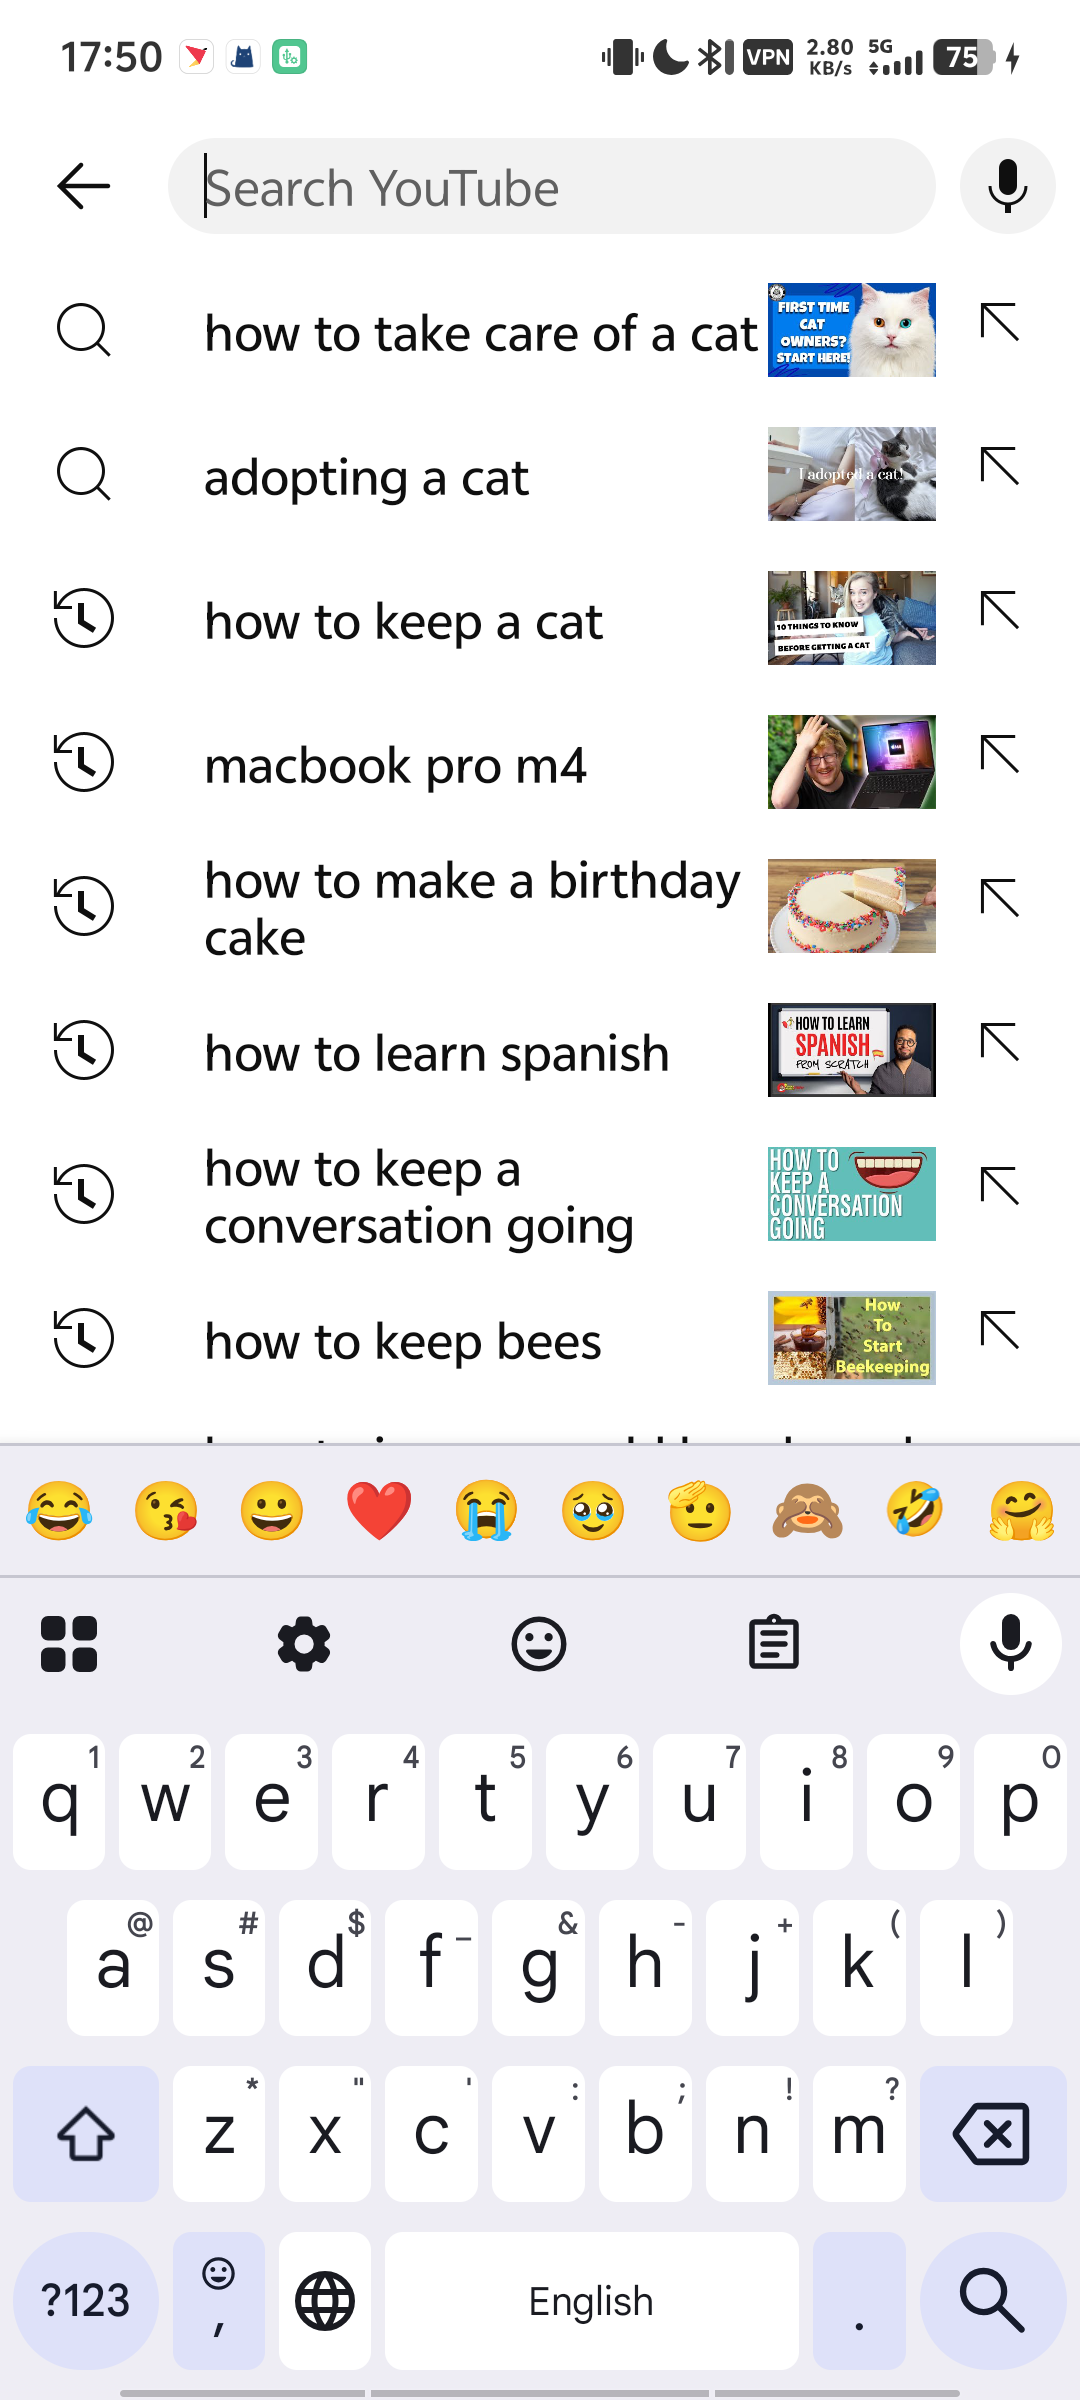 17:50
VPN
2.80
KB/s
5G
75
Search YouTube
how to take care of a cat
FIRST TIME
CAT
OWNERS?
START HERE!
adopting a cat
I adopted a cat!
how to keep a cat
10 THINGS TO KNOW
BEFORE GETTING A CAT
macbook pro m4
how to make a birthday
cake
how to learn spanish
HOW TO LEARN
SPANISH
FROM SCRATCH
how to keep a
conversation going
HOW TO
KEEP A
CONVERSATION
GOING
how to keep bees
How
To
Start
Beekeeping
1 2 3 4 5 6 7 8 9 0
q w e r t y u i o p
@ # $ _ & - + ( )
a s d f g h j k l
* " ' : ; ! ?
z x c v b n m
?123 , English .